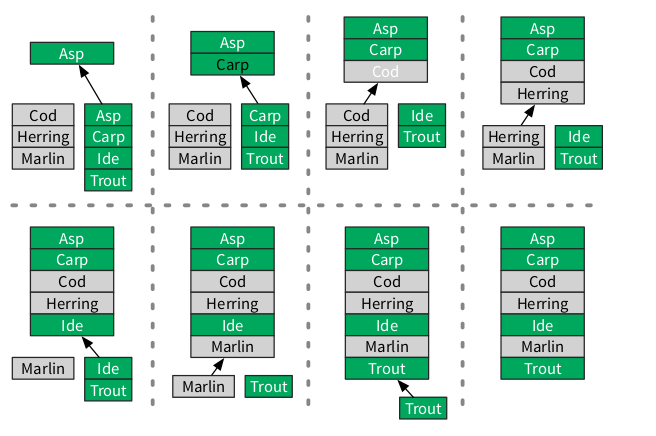 Asp
Cod
Herring
Marlin
Asp
Carp
Ide
Trout
Asp
Carp
Cod
Herring
Marlin
Carp
Ide
Trout
Asp
Carp
Cod
Cod
Herring
Marlin
Ide
Trout
Asp
Carp
Cod
Herring
Herring
Marlin
Ide
Trout
Asp
Carp
Cod
Herring
Ide
Marlin
Ide
Trout
Asp
Carp
Cod
Herring
Ide
Marlin
Marlin
Trout
Asp
Carp
Cod
Herring
Ide
Marlin
Trout
Trout
Asp
Carp
Cod
Herring
Ide
Marlin
Trout